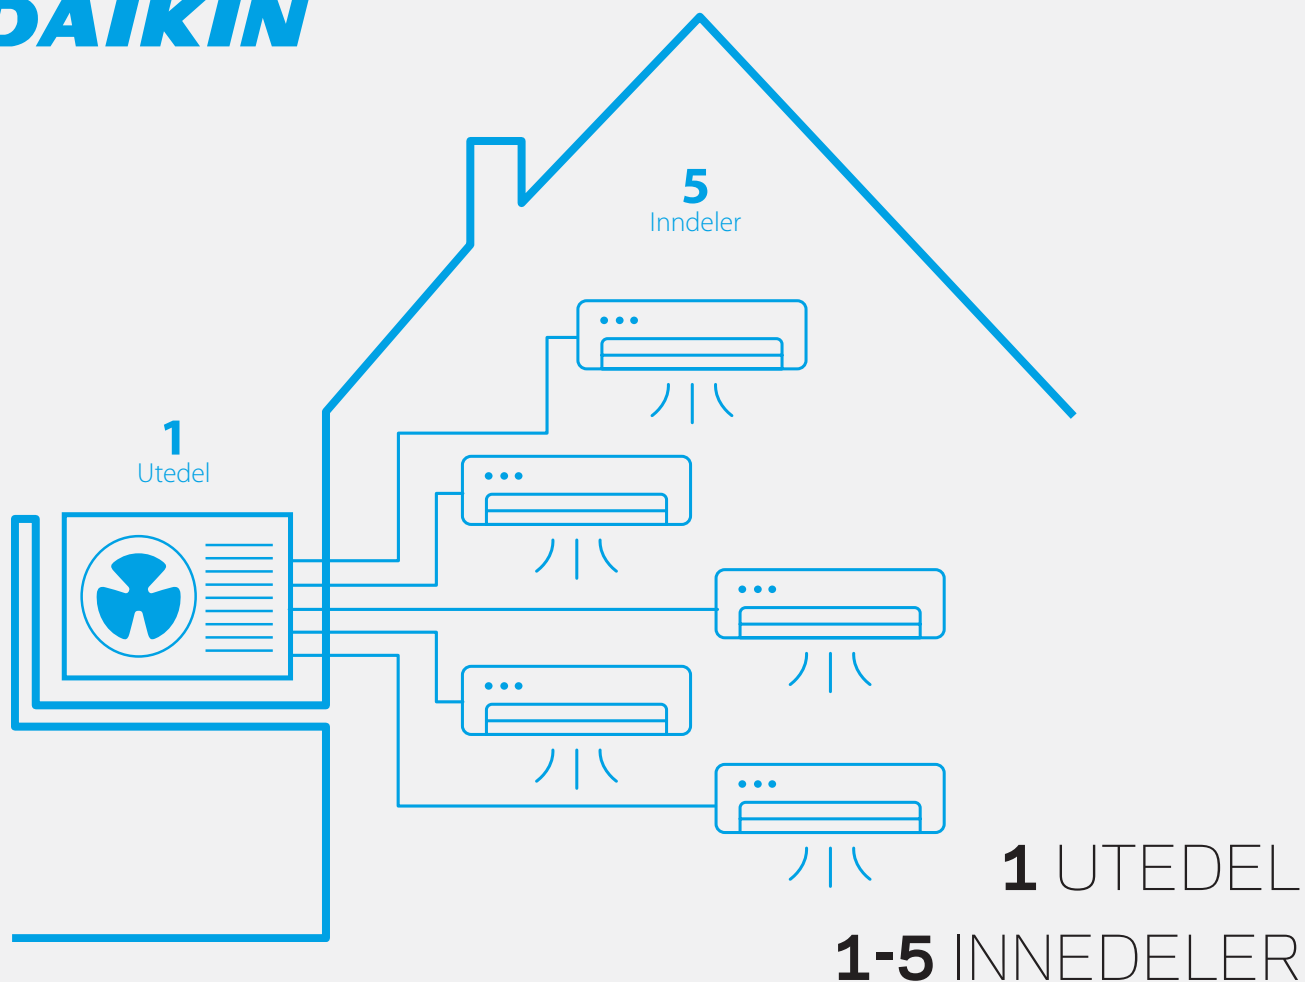 DAIKIN
5
Inndeler
1
Utedel
1 UTEDEL
1-5 INNEDELER